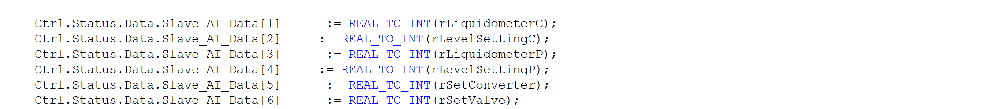 Ctrl.Status.Data.Slave_AI_Data[1] := REAL_TO_INT(rLiquidometerC);
Ctrl.Status.Data.Slave_AI_Data[2] := REAL_TO_INT(rLevelSettingC);
Ctrl.Status.Data.Slave_AI_Data[3] := REAL_TO_INT(rLiquidometerP);
Ctrl.Status.Data.Slave_AI_Data[4] := REAL_TO_INT(rLevelSettingP);
Ctrl.Status.Data.Slave_AI_Data[5] := REAL_TO_INT(rSetConverter);
Ctrl.Status.Data.Slave_AI_Data[6] := REAL_TO_INT(rSetValve);